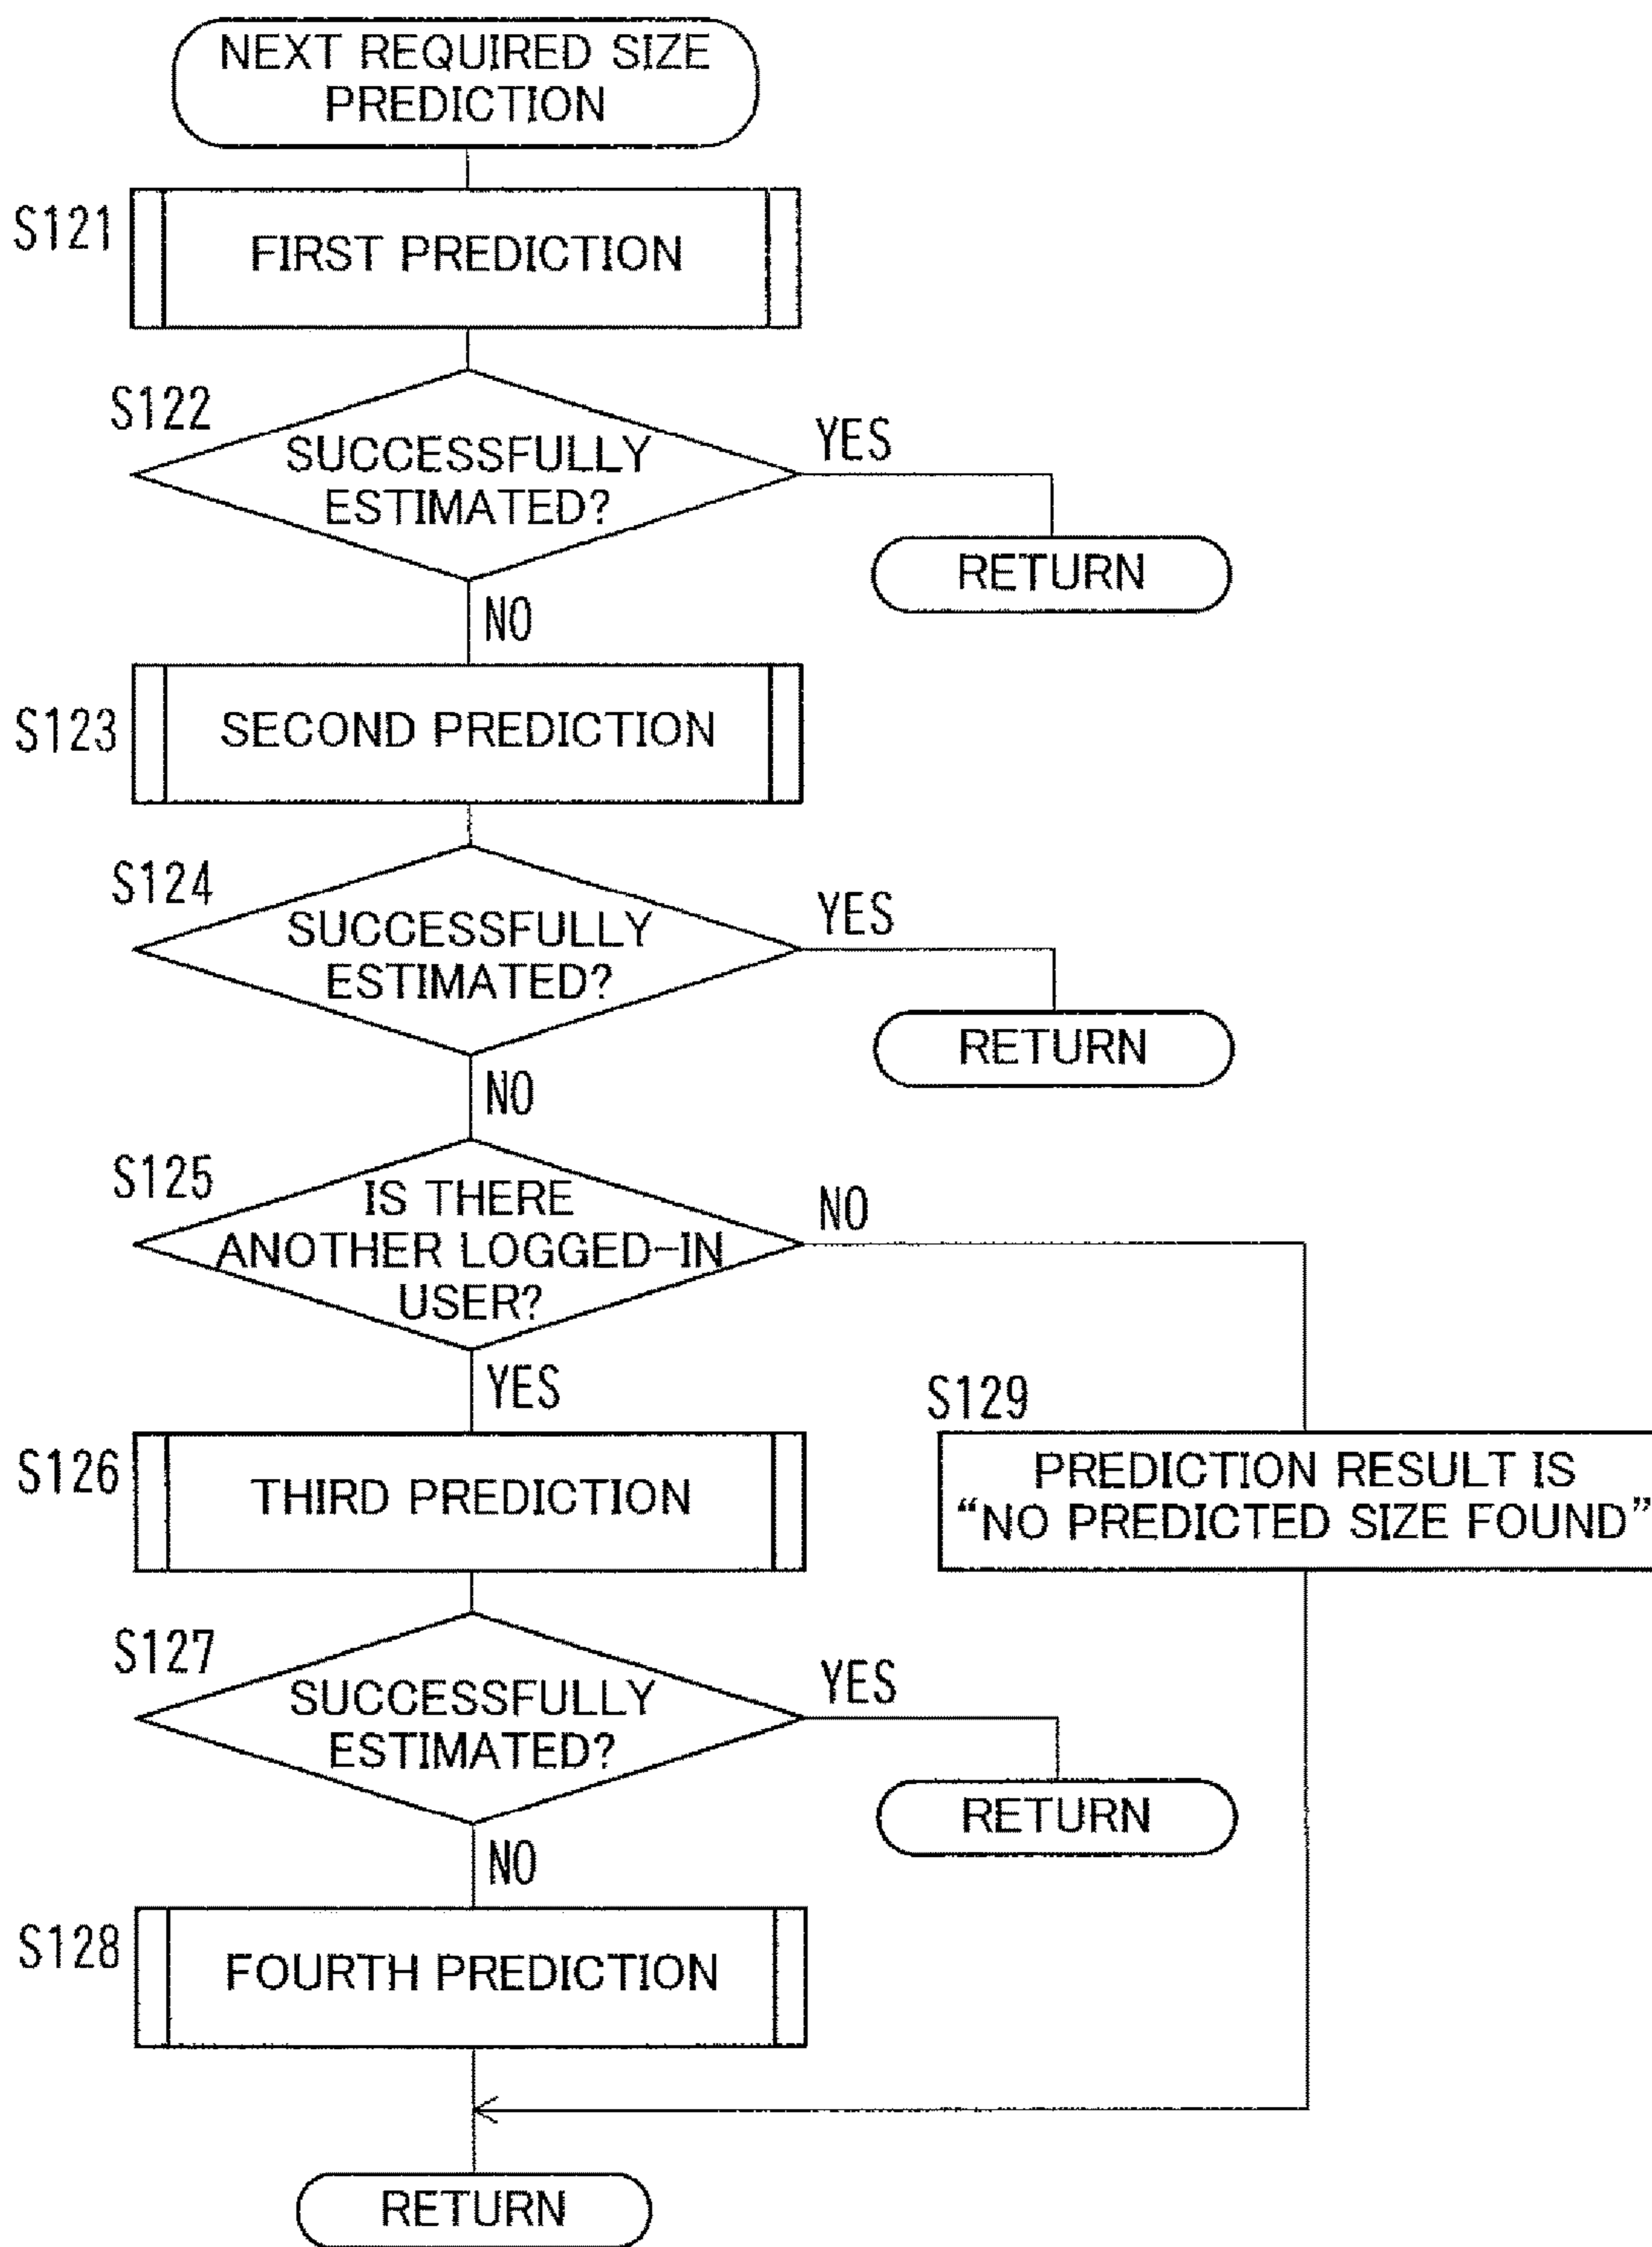 NEXT REQUIRED SIZE
PREDICTION
S121
FIRST PREDICTION
S122
SUCCESSFULLY
ESTIMATED?
YES
RETURN
NO
S123
SECOND PREDICTION
S124
SUCCESSFULLY
ESTIMATED?
YES
RETURN
NO
S125
IS THERE
ANOTHER LOGGED-IN
USER?
NO
YES
S129
PREDICTION RESULT IS
“NO PREDICTED SIZE FOUND”
S126
THIRD PREDICTION
S127
SUCCESSFULLY
ESTIMATED?
YES
RETURN
NO
S128
FOURTH PREDICTION
RETURN